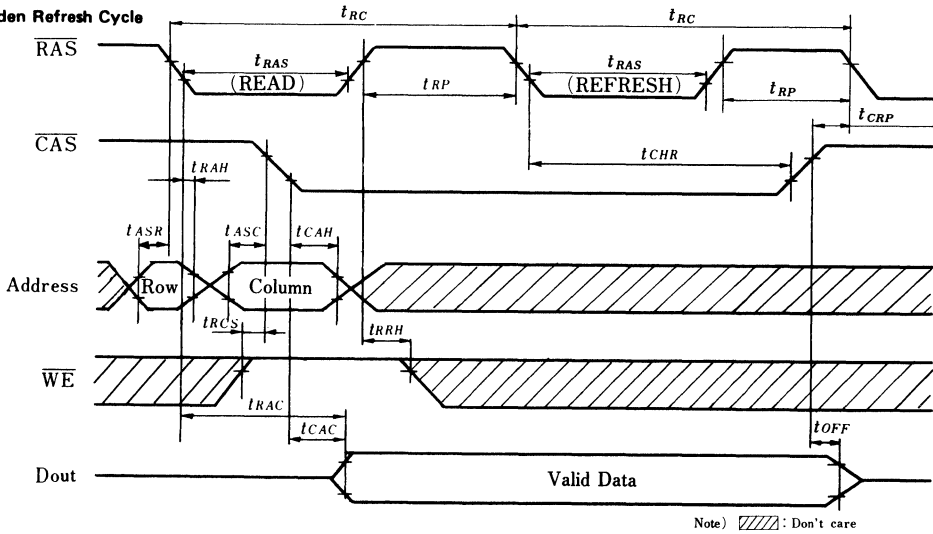 den Refresh Cycle
tRC
tRC
RAS
tRAS
(READ)
tRP
tRAS
(REFRESH)
tRP
tCRP
CAS
tRAH
tCHR
tASR
tASC
tCAH
Address
Row
Column
tRCS
tRRH
WE
tRAC
tCAC
tOFF
Dout
Valid Data
Note) : Don't care